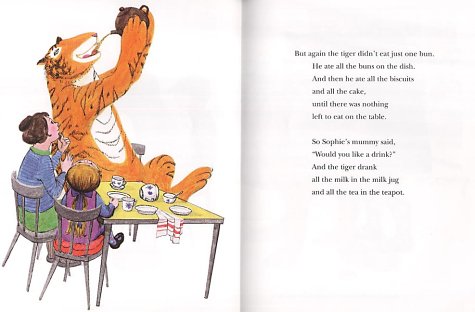 But again the tiger didn't eat just one bun.
He ate all the buns on the dish.
And then he ate all the biscuits
and all the cake,
until there was nothing
left to eat on the table.
So Sophie's mummy said,
"Would you like a drink?"
And the tiger drank
all the milk in the milk jug
and all the tea in the teapot.